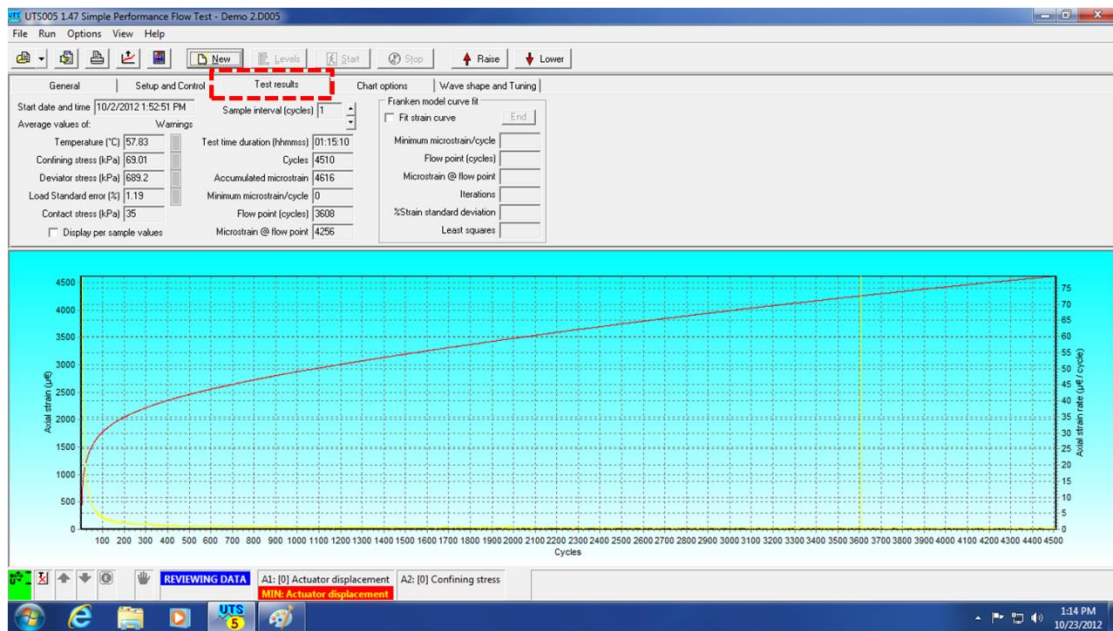 UTS005 1.47 Simple Performance Flow Test - Demo 2.D005
File Run Options View Help
New Levels Start Stop Raise Lower
General Setup and Control Test results Chart options Wave shape and Tuning
Start date and time 10/2/2012 1:52:51 PM
Average values of: Warnings
Temperature (°C) 57.83
Confining stress (kPa) 69.01
Deviator stress (kPa) 689.2
Load Standard error (%) 1.19
Contact stress (kPa) 35
Display per sample values
Sample interval (cycles) 1
Test time duration (hhmmss) 01:15:10
Cycles 4510
Accumulated microstrain 4616
Minimum microstrain/cycle 0
Flow point (cycles) 3608
Microstrain @ flow point 4256
Franken model curve fit
Fit strain curve End
Minimum microstrain/cycle
Flow point (cycles)
Microstrain @ flow point
Iterations
%Strain standard deviation
Least squares
Axial strain (µ€)
4500
4000
3500
3000
2500
2000
1500
1000
500
0
100 200 300 400 500 600 700 800 900 1000 1100 1200 1300 1400 1500 1600 1700 1800 1900 2000 2100 2200 2300 2400 2500 2600 2700 2800 2900 3000 3100 3200 3300 3400 3500 3600 3700 3800 3900 4000 4100 4200 4300 4400 4500
Cycles
75
70
65
60
55
50
45
40
35
30
25
20
15
10
5
0
Axial strain rate (µ€ / cycle)
REVIEWING DATA A1: [0] Actuator displacement A2: [0] Confining stress
MIN: Actuator displacement
UTS
5
1:14 PM
10/23/2012